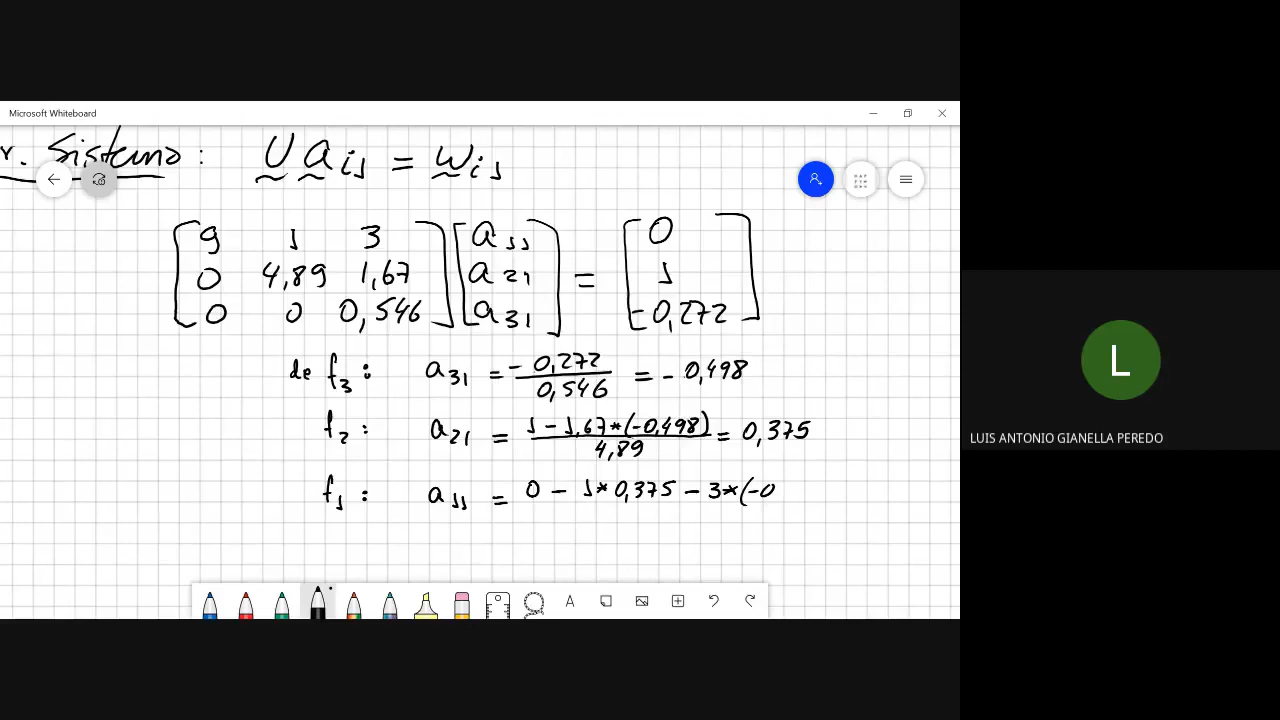 Microsoft Whiteboard
r. Sistema: U a i1 = w i1
[9 1 3] [a11] = [0]
[0 4,89 1,67] [a21] [1]
[0 0 0,546] [a31] [-0,272]
de f3: a31 = -0,272 / 0,546 = -0,498
f2: a21 = 1 - 1,67*(-0,498) / 4,89 = 0,375
f1: a11 = 0 - 1*0,375 - 3*(-0
L
LUIS ANTONIO GIANELLA PEREDO